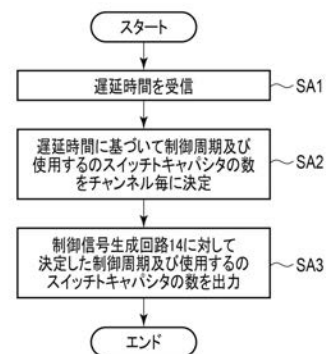 スタート
遅延時間を受信
SA1
遅延時間に基づいて制御周期及び
使用するのスイッチトキャパシタの数
をチャンネル毎に決定
SA2
制御信号生成回路14に対して
決定した制御周期及び使用するの
スイッチトキャパシタの数を出力
SA3
エンド